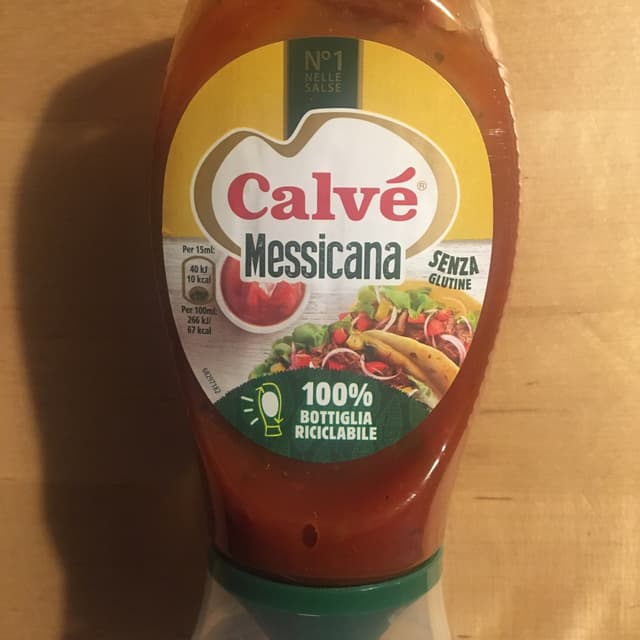 N°1
NELLE
SALSE
Calvé®
Messicana
SENZA
GLUTINE
Per 15ml:
40 kJ
10 kcal
Per 100ml:
266 kJ/
67 kcal
68297182
100%
BOTTIGLIA
RICICLABILE